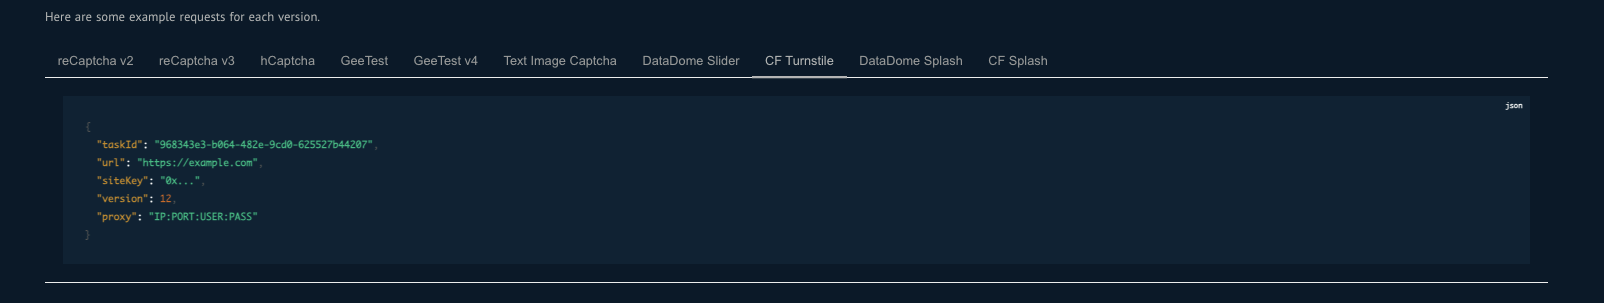 Here are some example requests for each version.
reCaptcha v2 reCaptcha v3 hCaptcha GeeTest GeeTest v4 Text Image Captcha DataDome Slider CF Turnstile DataDome Splash CF Splash
json
{
"taskId": "968343e3-b064-482e-9cd0-625527b44207",
"url": "https://example.com",
"siteKey": "0x...",
"version": 12,
"proxy": "IP:PORT:USER:PASS"
}